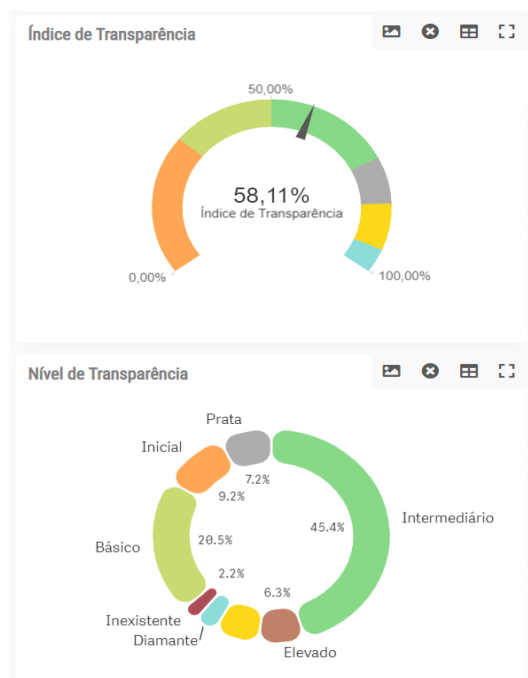 Índice de Transparência
50,00%
58,11%
Índice de Transparência
0,00%
100,00%
Nível de Transparência
Prata
Inicial
7.2%
9.2%
Intermediário
45.4%
20.5%
Básico
2.2%
6.3%
Inexistente
Diamante
Elevado